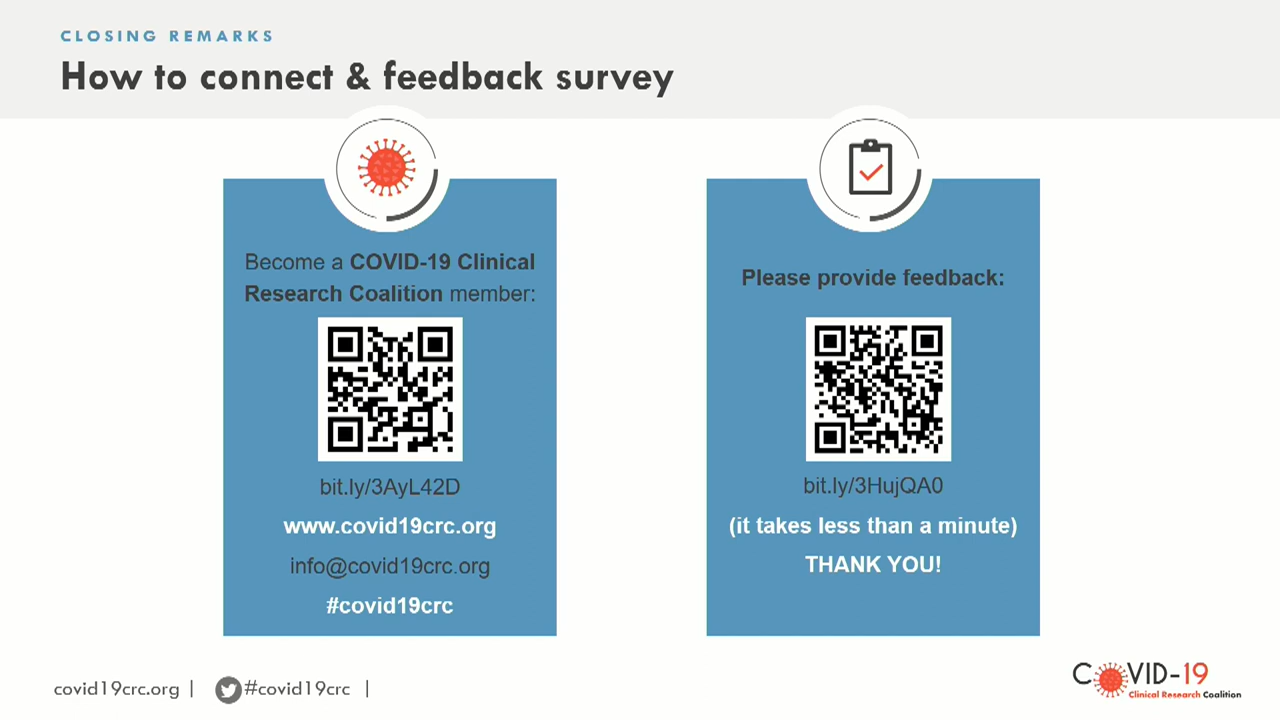 CLOSING REMARKS
How to connect & feedback survey
Become a COVID-19 Clinical
Research Coalition member:
bit.ly/3AyL42D
www.covid19crc.org
info@covid19crc.org
#covid19crc
Please provide feedback:
bit.ly/3HujQA0
(it takes less than a minute)
THANK YOU!
covid19crc.org |
#covid19crc |
COVID-19
Clinical Research Coalition